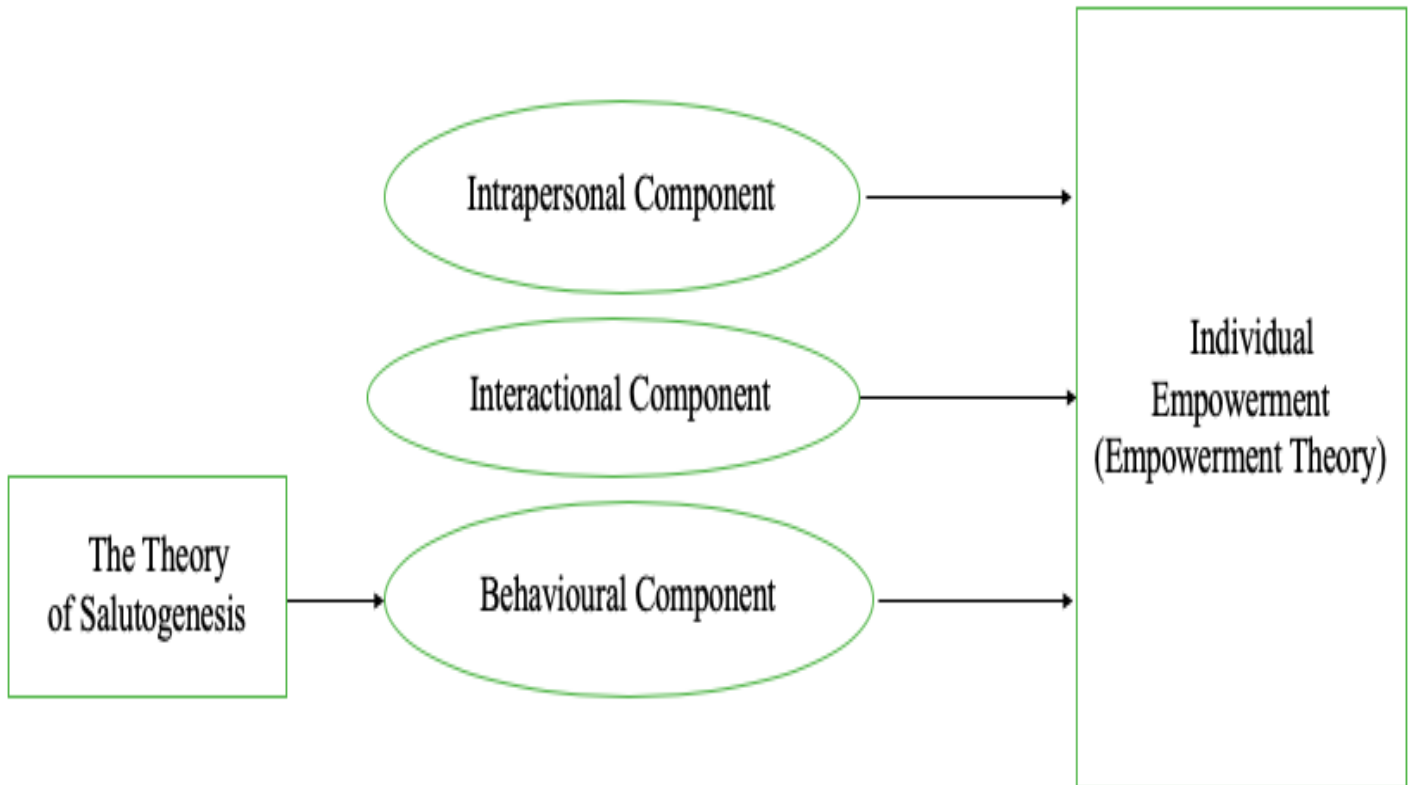 Intrapersonal Component
Interactional Component
Individual
Empowerment
(Empowerment Theory)
The Theory
of Salutogenesis
Behavioural Component